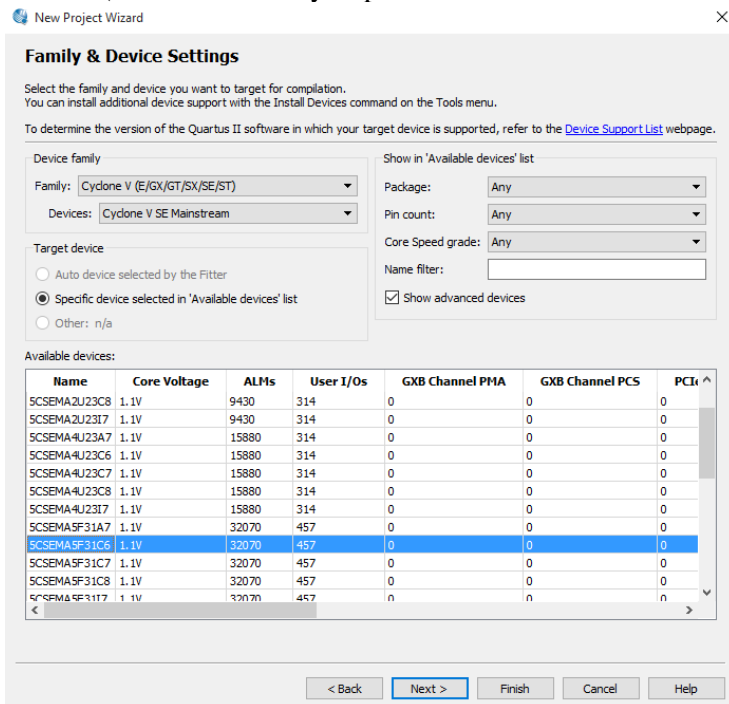 New Project Wizard
Family & Device Settings
Select the family and device you want to target for compilation.
You can install additional device support with the Install Devices command on the Tools menu.
To determine the version of the Quartus II software in which your target device is supported, refer to the Device Support List webpage.
Device family
Family: Cyclone V (E/GX/GT/SX/SE/ST)
Devices: Cyclone V SE Mainstream
Target device
Auto device selected by the Fitter
Specific device selected in 'Available devices' list
Other: n/a
Show in 'Available devices' list
Package: Any
Pin count: Any
Core Speed grade: Any
Name filter:
Show advanced devices
Available devices:
Name Core Voltage ALMs User I/Os GXB Channel PMA GXB Channel PCS
5CSEMA2U23C8 1.1V 9430 314 0 0 0
5CSEMA2U23I7 1.1V 9430 314 0 0 0
5CSEMA4U23A7 1.1V 15880 314 0 0 0
5CSEMA4U23C6 1.1V 15880 314 0 0 0
5CSEMA4U23C7 1.1V 15880 314 0 0 0
5CSEMA4U23C8 1.1V 15880 314 0 0 0
5CSEMA4U23I7 1.1V 15880 314 0 0 0
5CSEMA5F31A7 1.1V 32070 457 0 0 0
5CSEMA5F31C6 1.1V 32070 457 0 0 0
5CSEMA5F31C7 1.1V 32070 457 0 0 0
5CSEMA5F31C8 1.1V 32070 457 0 0 0
5CSEMA5F31I7 1.1V 32070 457 0 0 0
< Back Next > Finish Cancel Help